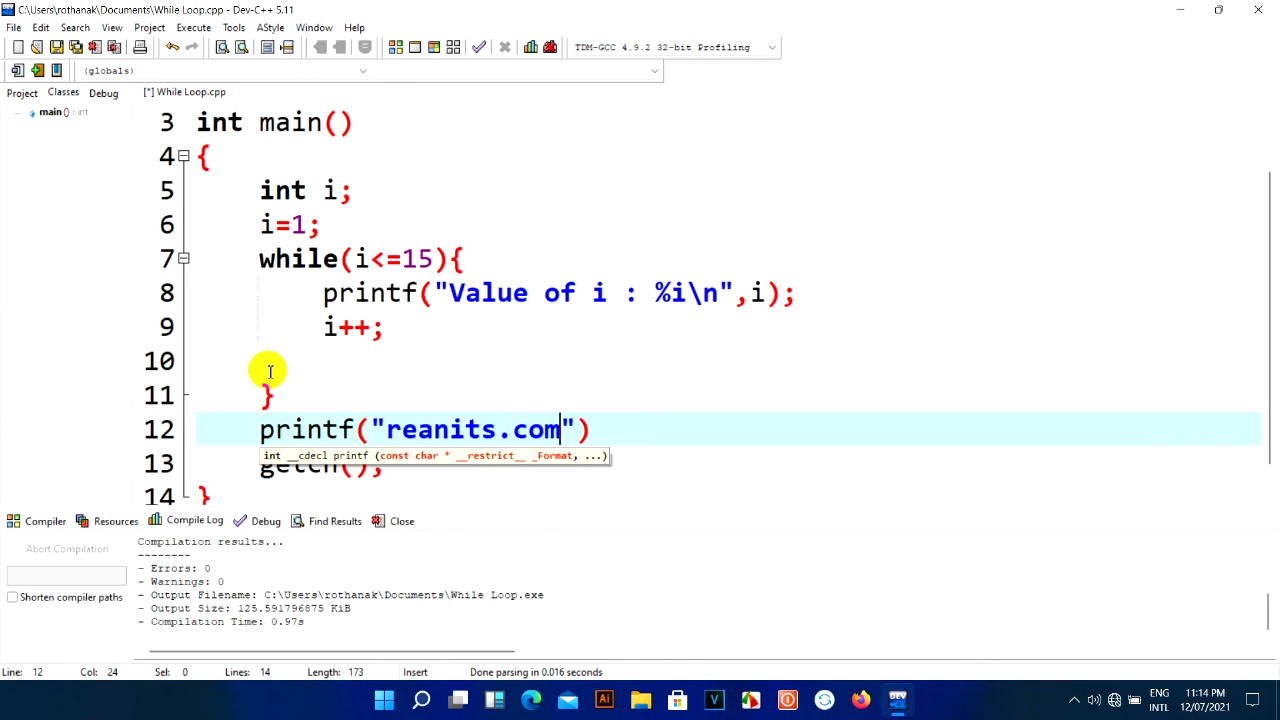 C:\Users\rothanak\Documents\While Loop.cpp - Dev-C++ 5.11
File Edit Search View Project Execute Tools AStyle Window Help
TDM-GCC 4.9.2 32-bit Profiling
(globals)
Project Classes Debug
[*] While Loop.cpp
main () : int
3 int main()
4 {
5 int i;
6 i=1;
7 while(i<=15){
8 printf("Value of i : %i\n",i);
9 i++;
10
11 }
12 printf("reanits.com")
int __cdecl printf (const char * __restrict__ _Format, ...)
13 getch();
14 }
Compiler Resources Compile Log Debug Find Results Close
Abort Compilation
Shorten compiler paths
Compilation results...
--------
- Errors: 0
- Warnings: 0
- Output Filename: C:\Users\rothanak\Documents\While Loop.exe
- Output Size: 125.591796875 KiB
- Compilation Time: 0.97s
Line: 12 Col: 24 Sel: 0 Lines: 14 Length: 173 Insert Done parsing in 0.016 seconds
Ai V DEV
ENG
INTL
11:14 PM
12/07/2021